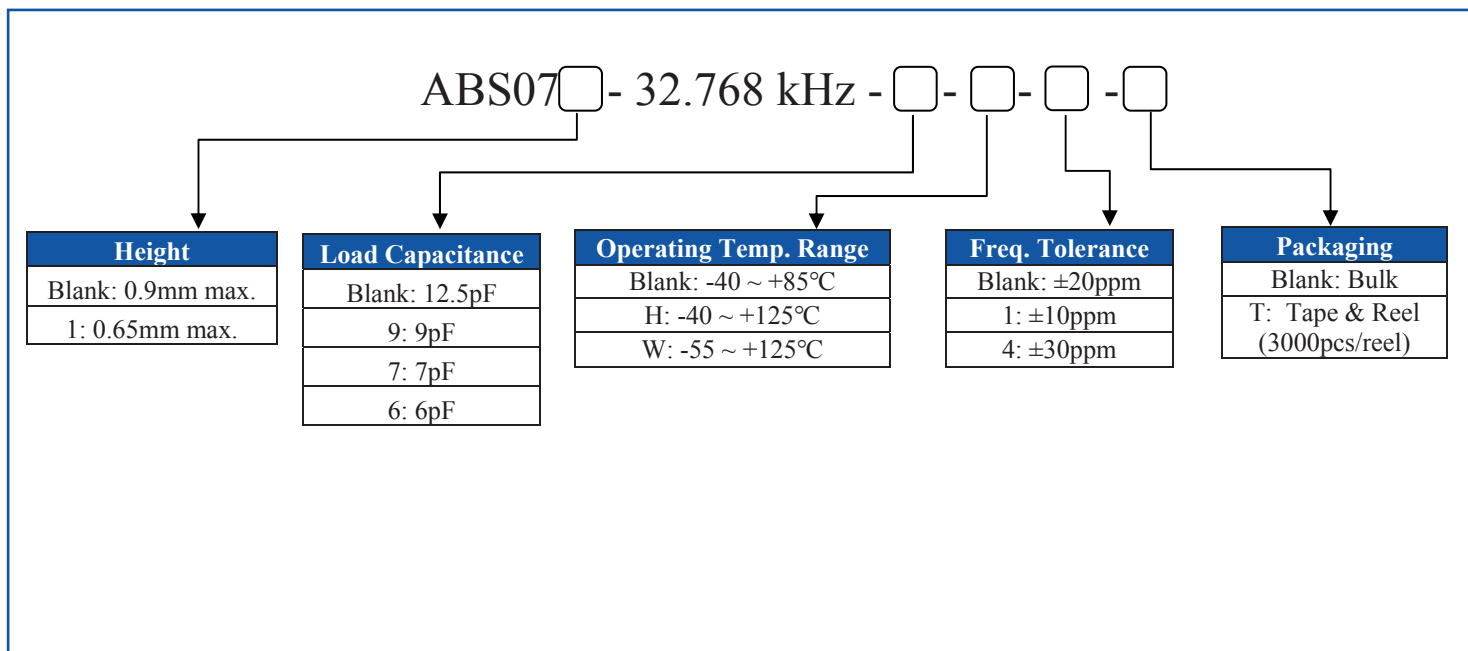 ABS07 - 32.768 kHz - - - -
Height
Blank: 0.9mm max.
1: 0.65mm max.
Load Capacitance
Blank: 12.5pF
9: 9pF
7: 7pF
6: 6pF
Operating Temp. Range
Blank: -40 ~ +85℃
H: -40 ~ +125℃
W: -55 ~ +125℃
Freq. Tolerance
Blank: ±20ppm
1: ±10ppm
4: ±30ppm
Packaging
Blank: Bulk
T: Tape & Reel
(3000pcs/reel)